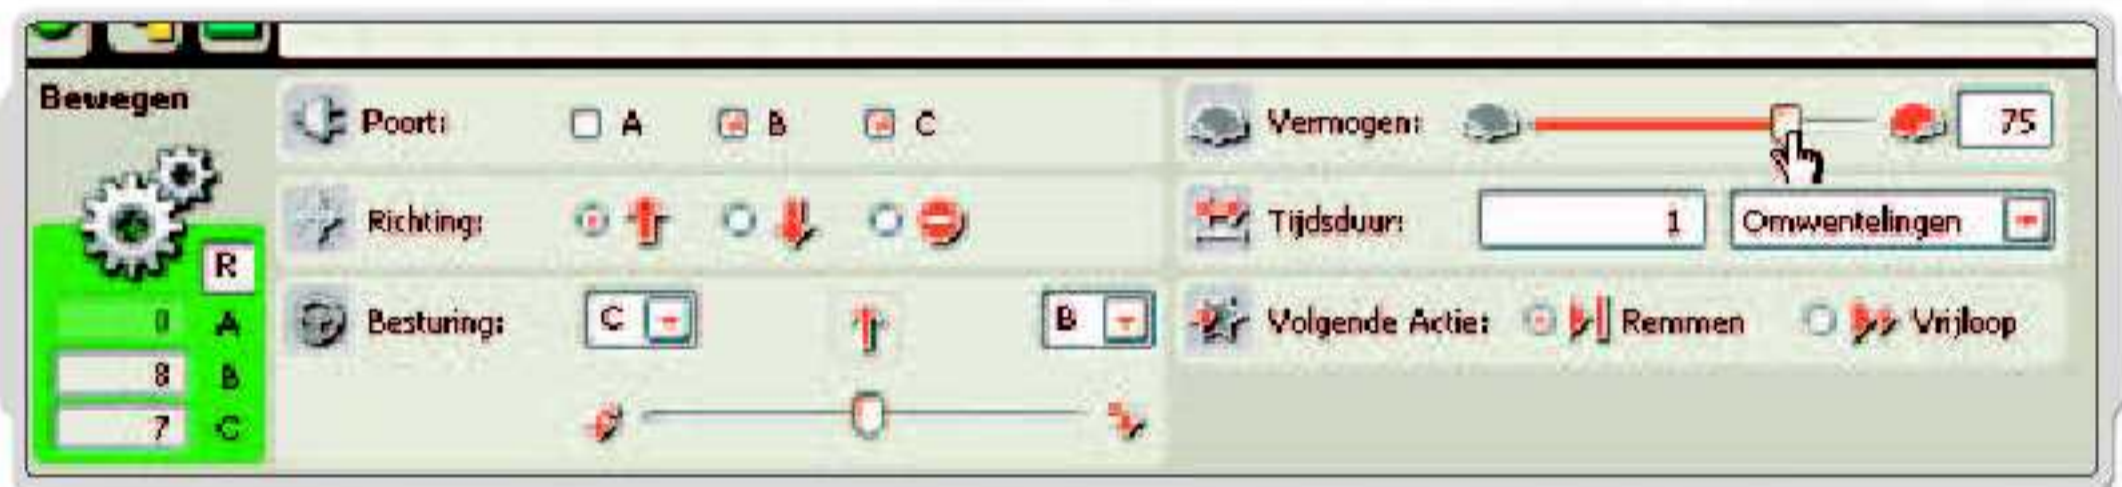 Bewegen
R
0 A
8 B
7 C
Poort: A B C
Richting:
Besturing: C B
Vermogen: 75
Tijdsduur: 1 Omwentelingen
Volgende Actie: Remmen Vrijloop